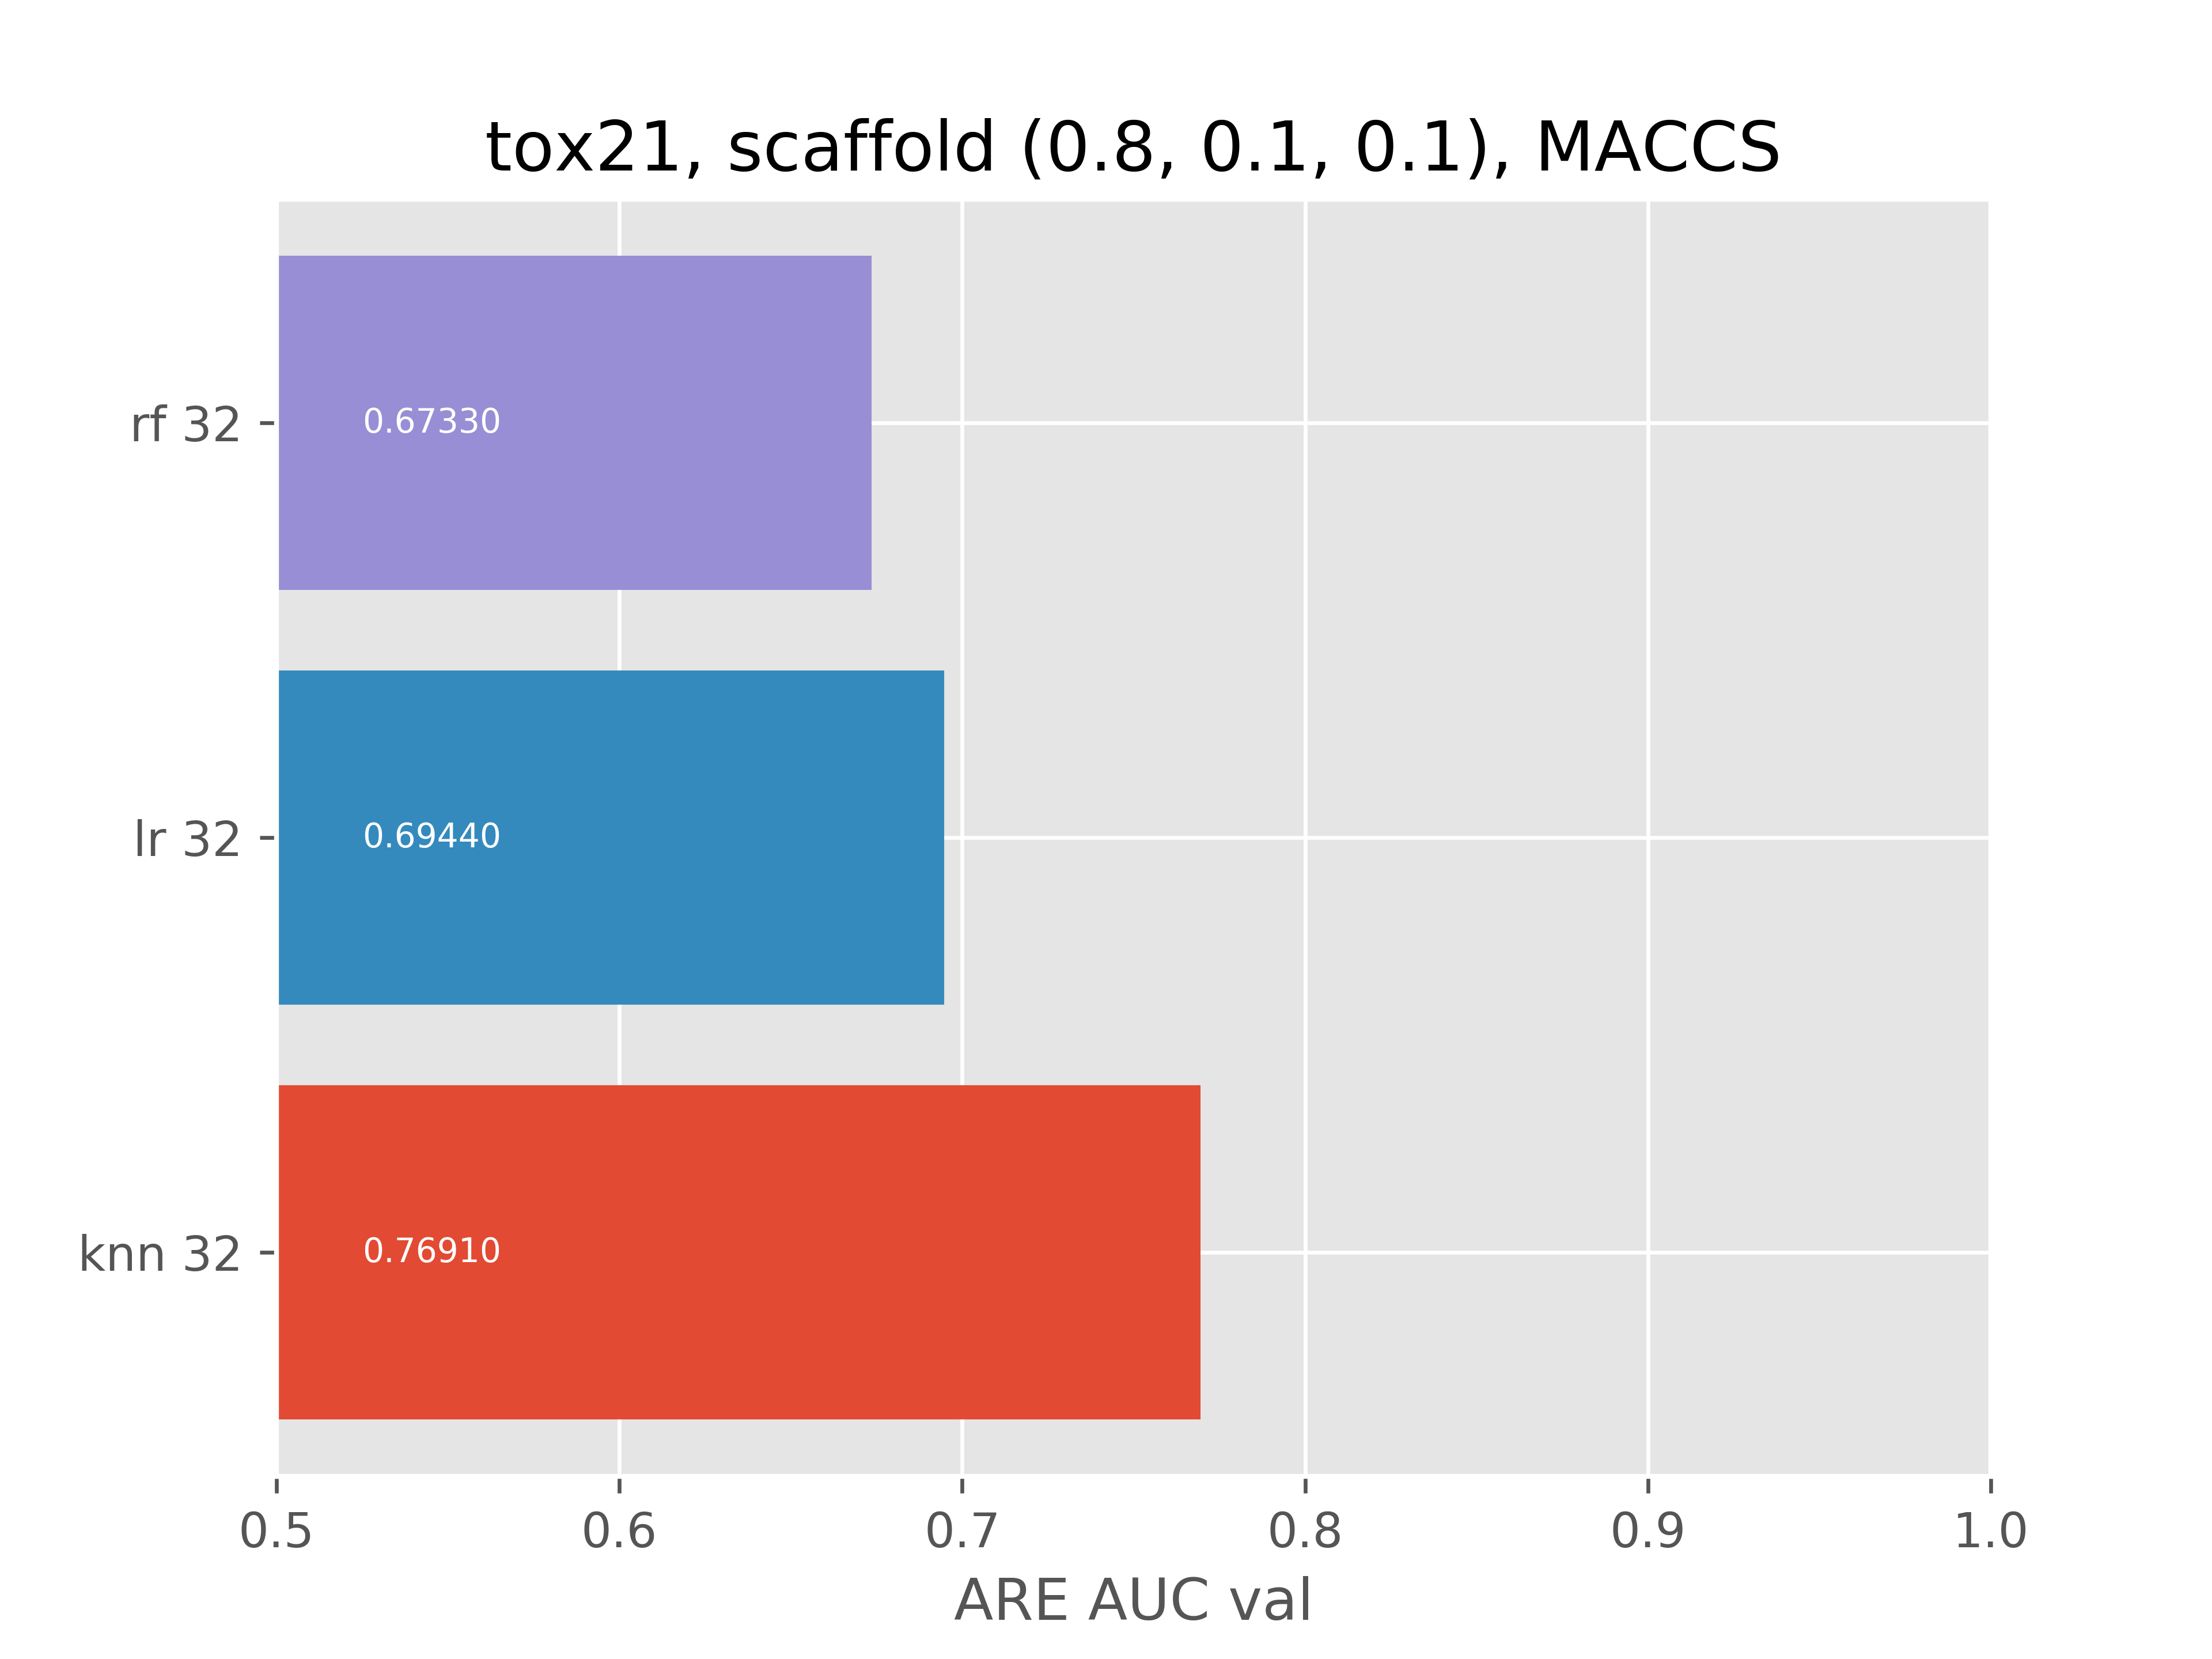 tox21, scaffold (0.8, 0.1, 0.1), MACCS
rf 32
0.67330
lr 32
0.69440
knn 32
0.76910
0.5 0.6 0.7 0.8 0.9 1.0
ARE AUC val